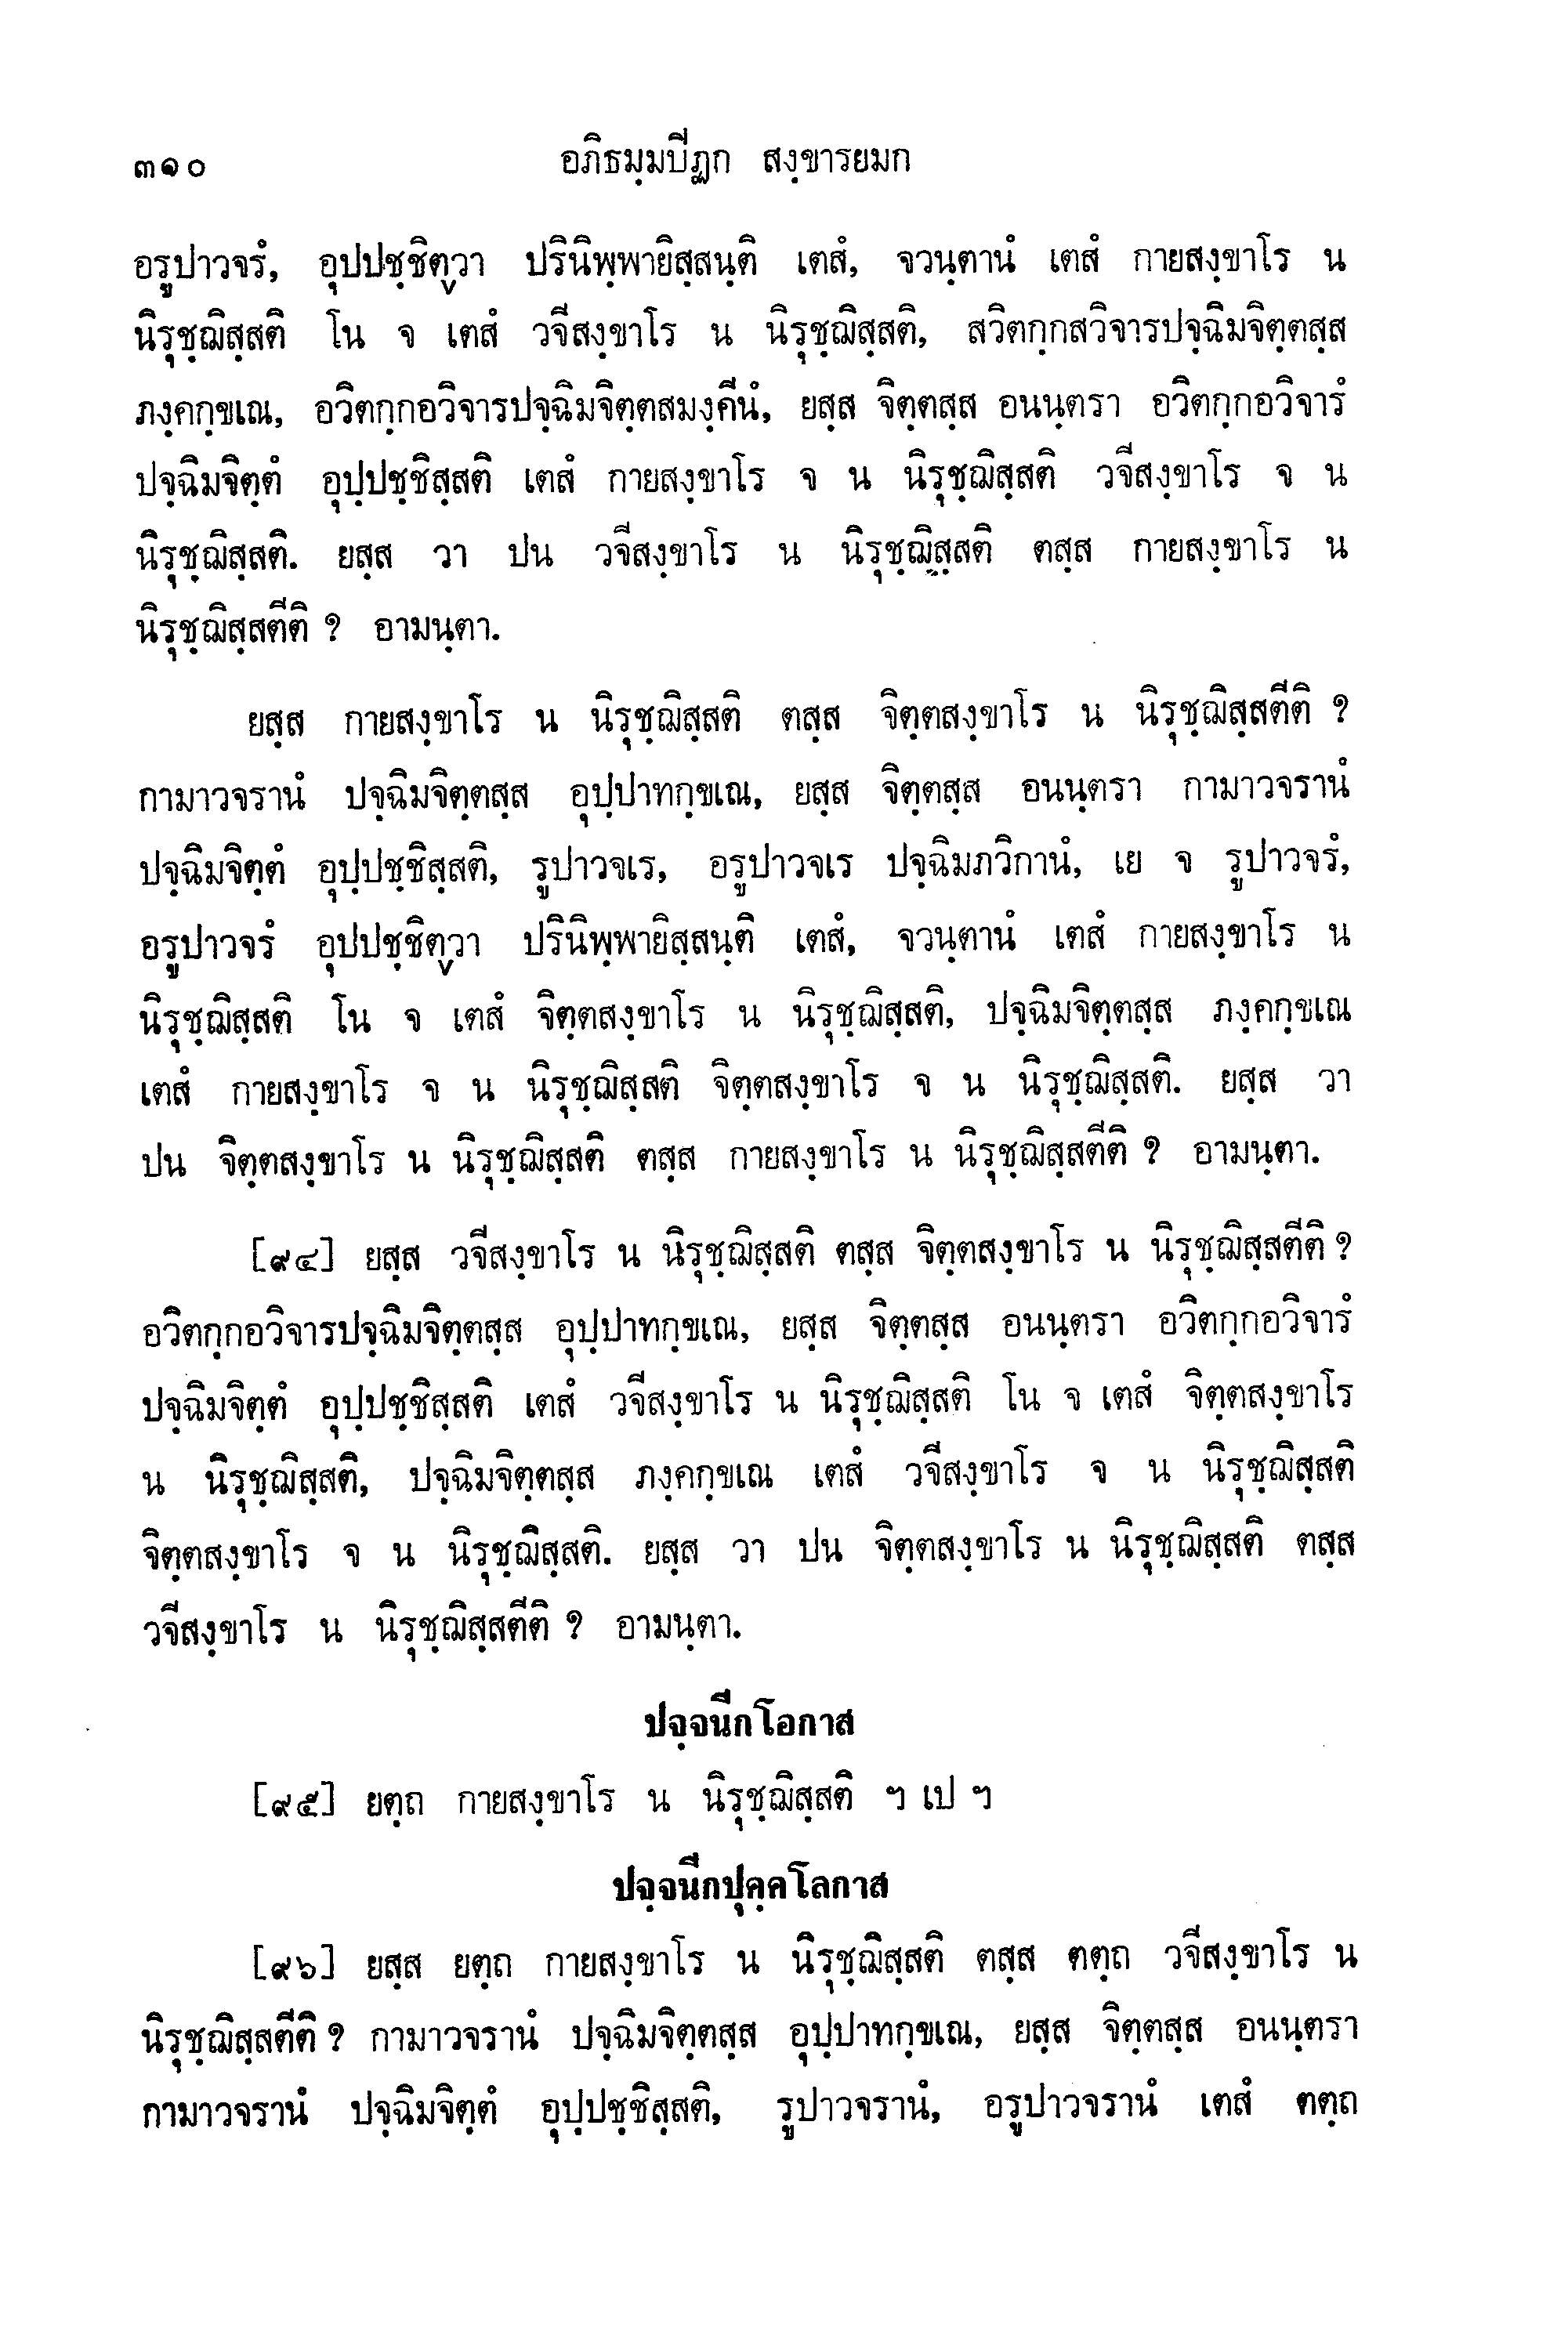 ๓๑๐ อภิธมฺมปีฏก สงฺขารยมก
อรูปาวจรํ, อุปปชฺชิตฺวา ปรินิพฺพายิสฺสนฺติ เตสํ, จวนฺตานํ เตสํ กายสงฺขาโร น
นิรุชฺฌิสฺสติ โน จ เตสํ วจีสงฺขาโร น นิรุชฺฌิสฺสติ, สวิตกฺกสวิจารปจฺฉิมจิตฺตสฺส
ภงฺคกฺขเณ, อวิตกฺกอวิจารปจฺฉิมจิตฺตสมงฺคีนํ, ยสฺส จิตฺตสฺส อนนฺตรา อวิตกฺกอวิจารํ
ปจฺฉิมจิตฺตํ อุปฺปชฺชิสฺสติ เตสํ กายสงฺขาโร จ น นิรุชฺฌิสฺสติ วจีสงฺขาโร จ น
นิรุชฺฌิสฺสติ. ยสฺส วา ปน วจีสงฺขาโร น นิรุชฺฌิสฺสติ ตสฺส กายสงฺขาโร น
นิรุชฺฌิสฺสตีติ ? อามนฺตา.
ยสฺส กายสงฺขาโร น นิรุชฺฌิสฺสติ ตสฺส จิตฺตสงฺขาโร น นิรุชฺฌิสฺสตีติ ?
กามาวจรานํ ปจฺฉิมจิตฺตสฺส อุปฺปาทกฺขเณ, ยสฺส จิตฺตสฺส อนนฺตรา กามาวจรานํ
ปจฺฉิมจิตฺตํ อุปฺปชฺชิสฺสติ, รูปาวจเร, อรูปาวจเร ปจฺฉิมภวิกานํ, เย จ รูปาวจรํ,
อรูปาวจรํ อุปปชฺชิตฺวา ปรินิพฺพายิสฺสนฺติ เตสํ, จวนฺตานํ เตสํ กายสงฺขาโร น
นิรุชฺฌิสฺสติ โน จ เตสํ จิตฺตสงฺขาโร น นิรุชฺฌิสฺสติ, ปจฺฉิมจิตฺตสฺส ภงฺคกฺขเณ
เตสํ กายสงฺขาโร จ น นิรุชฺฌิสฺสติ จิตฺตสงฺขาโร จ น นิรุชฺฌิสฺสติ. ยสฺส วา
ปน จิตฺตสงฺขาโร น นิรุชฺฌิสฺสติ ตสฺส กายสงฺขาโร น นิรุชฺฌิสฺสตีติ ? อามนฺตา.
[๙๔] ยสฺส วจีสงฺขาโร น นิรุชฺฌิสฺสติ ตสฺส จิตฺตสงฺขาโร น นิรุชฺฌิสฺสตีติ ?
อวิตกฺกอวิจารปจฺฉิมจิตฺตสฺส อุปฺปาทกฺขเณ, ยสฺส จิตฺตสฺส อนนฺตรา อวิตกฺกอวิจารํ
ปจฺฉิมจิตฺตํ อุปฺปชฺชิสฺสติ เตสํ วจีสงฺขาโร น นิรุชฺฌิสฺสติ โน จ เตสํ จิตฺตสงฺขาโร
น นิรุชฺฌิสฺสติ, ปจฺฉิมจิตฺตสฺส ภงฺคกฺขเณ เตสํ วจีสงฺขาโร จ น นิรุชฺฌิสฺสติ
จิตฺตสงฺขาโร จ น นิรุชฺฌิสฺสติ. ยสฺส วา ปน จิตฺตสงฺขาโร น นิรุชฺฌิสฺสติ ตสฺส
วจีสงฺขาโร น นิรุชฺฌิสฺสตีติ ? อามนฺตา.
ปจฺจนีกโอกาส
[๙๕] ยตฺถ กายสงฺขาโร น นิรุชฺฌิสฺสติ ฯ เป ฯ
ปจฺจนีกปุคฺคโลกาส
[๙๖] ยสฺส ยตฺถ กายสงฺขาโร น นิรุชฺฌิสฺสติ ตสฺส ตตฺถ วจีสงฺขาโร น
นิรุชฺฌิสฺสตีติ ? กามาวจรานํ ปจฺฉิมจิตฺตสฺส อุปฺปาทกฺขเณ, ยสฺส จิตฺตสฺส อนนฺตรา
กามาวจรานํ ปจฺฉิมจิตฺตํ อุปฺปชฺชิสฺสติ, รูปาวจรานํ, อรูปาวจรานํ เตสํ ตตฺถ